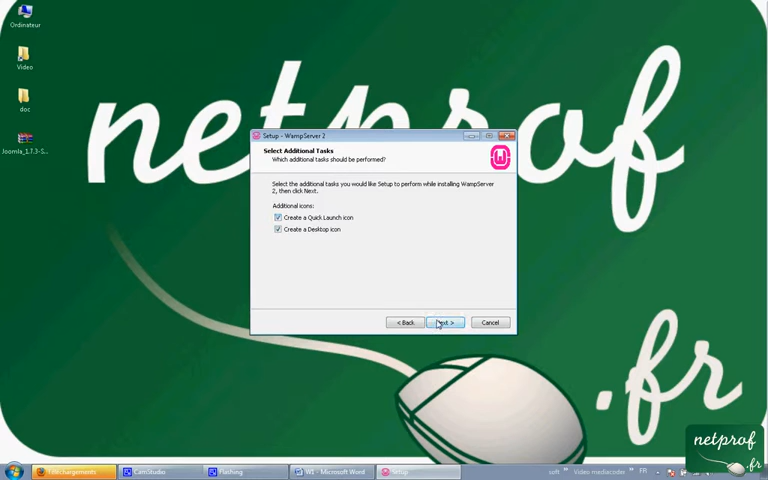 Ordinateur
Video
doc
Joomla_1.7.3-S...
netprof
.fr
Setup - WampServer 2
Select Additional Tasks
Which additional tasks should be performed?
Select the additional tasks you would like Setup to perform while installing WampServer
2, then click Next.
Additional icons:
Create a Quick Launch icon
Create a Desktop icon
< Back
Next >
Cancel
netprof
.fr
Téléchargements
CamStudio
Flashing
W1 - Microsoft Word
Setup
soft
Video mediacoder
FR